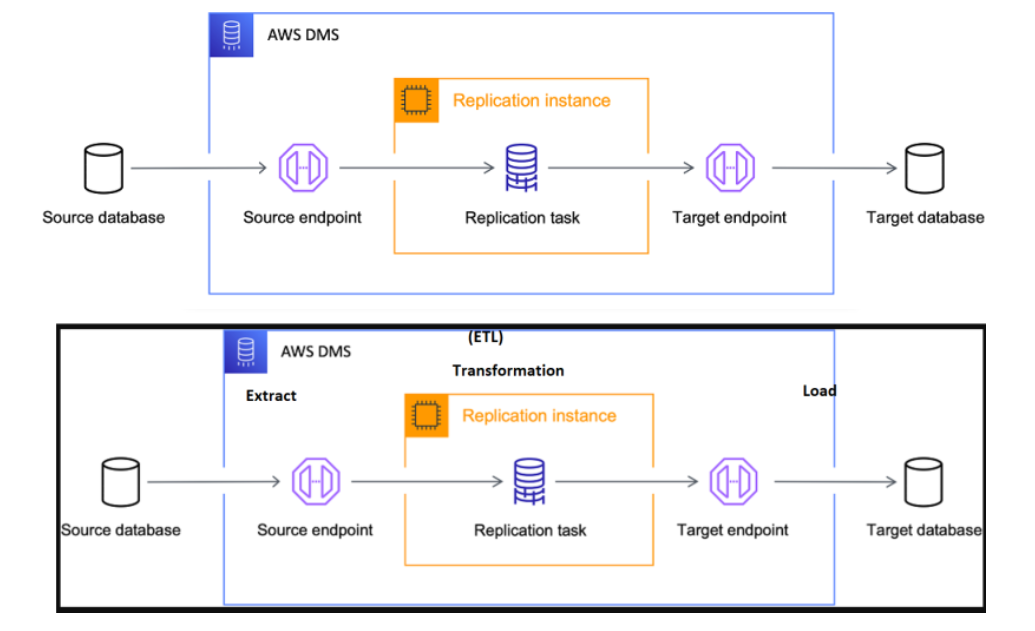 AWS DMS
Replication instance
Source database
Source endpoint
Replication task
Target endpoint
Target database
(ETL)
AWS DMS
Transformation
Extract
Load
Replication instance
Source database
Source endpoint
Replication task
Target endpoint
Target database